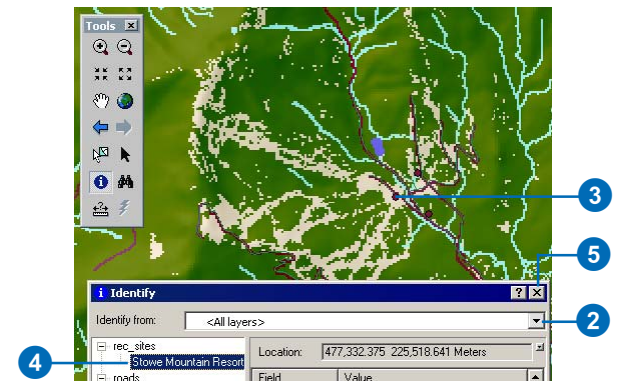 Tools
3
5
Identify
Identify from:
<All layers>
2
rec_sites
Stowe Mountain Resort
4
Location:
477,332.375 225,518.641 Meters
roads
Field
Value